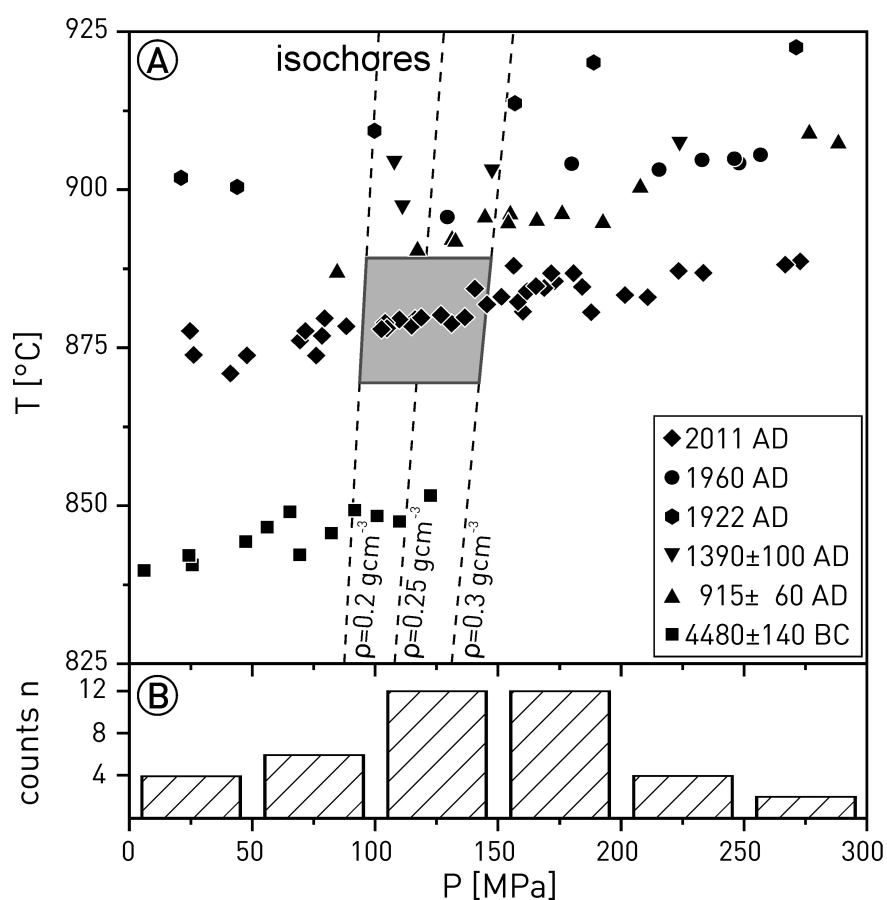 925
A
isochores
900
875
T [°C]
850
ρ=0.2 gcm⁻³
ρ=0.25 gcm⁻³
ρ=0.3 gcm⁻³
825
2011 AD
1960 AD
1922 AD
1390±100 AD
915± 60 AD
4480±140 BC
B
12
8
4
counts n
0 50 100 150 200 250 300
P [MPa]